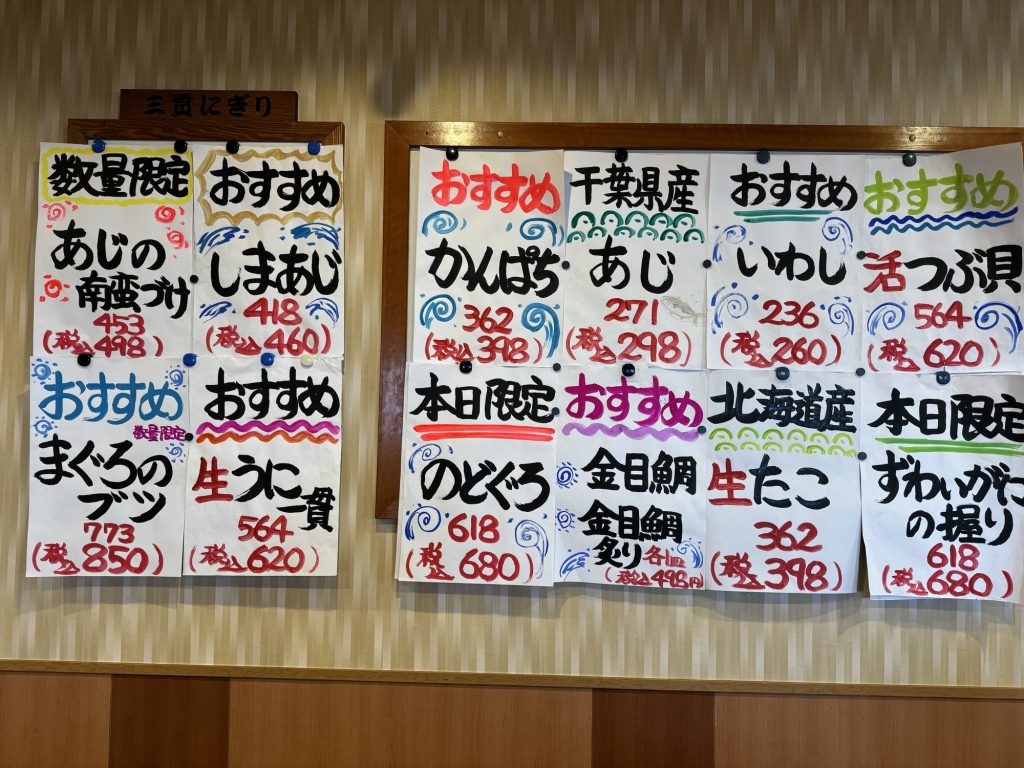 三貫にぎり
数量限定
あじの
南蛮づけ
453
(税込498)
おすすめ
しまあじ
418
(税込460)
おすすめ
数量限定
まぐろの
ブツ
773
(税込850)
おすすめ
生うに
一貫
564
(税込620)
おすすめ
かんぱち
362
(税込398)
千葉県産
あじ
271
(税込298)
おすすめ
いわし
236
(税込260)
おすすめ
活つぶ貝
564
(税込620)
本日限定
のどぐろ
618
(税込680)
おすすめ
金目鯛
金目鯛
炙り各1皿
(税込498円)
北海道産
生たこ
362
(税込398)
本日限定
ずわいがに
の握り
618
(税込680)